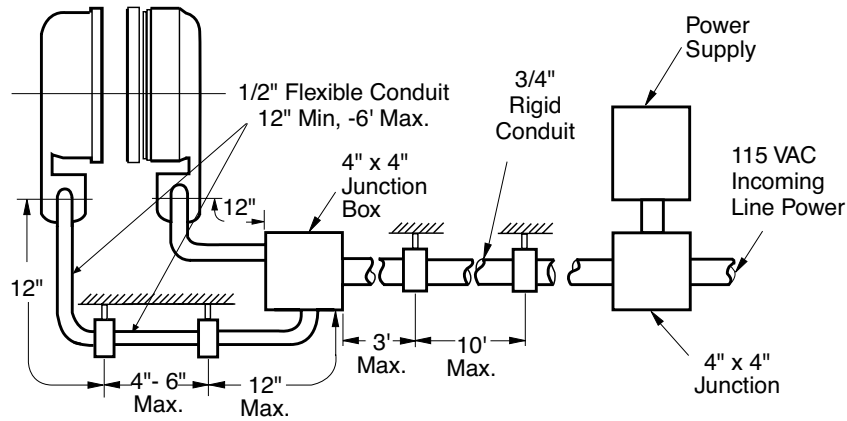 Power
Supply
3/4"
Rigid
Conduit
1/2" Flexible Conduit
12" Min, -6' Max.
4" x 4"
Junction
Box
115 VAC
Incoming
Line Power
12"
12"
3'
Max.
10'
Max.
4"- 6"
Max.
12"
Max.
4" x 4"
Junction